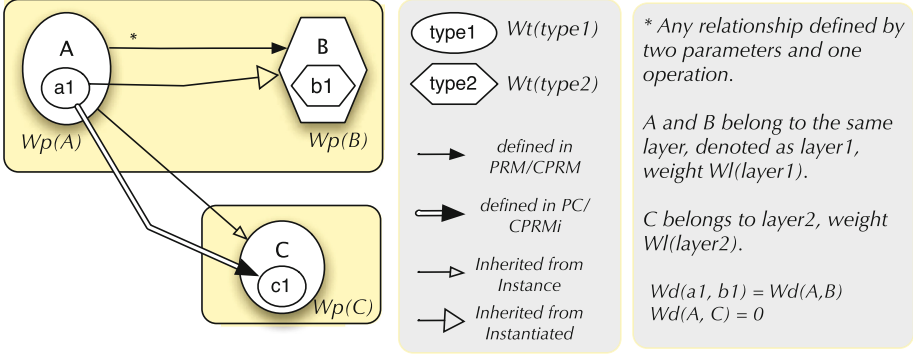 A
*
B
a1
b1
Wp(A)
Wp(B)
C
c1
Wp(C)
type1
Wt(type1)
type2
Wt(type2)
defined in
PRM/CPRM
defined in PC/
CPRMi
Inherited from
Instance
Inherited from
Instantiated
* Any relationship defined by
two parameters and one
operation.
A and B belong to the same
layer, denoted as layer1,
weight Wl(layer1).
C belongs to layer2, weight
Wl(layer2).
Wd(a1, b1) = Wd(A,B)
Wd(A, C) = 0